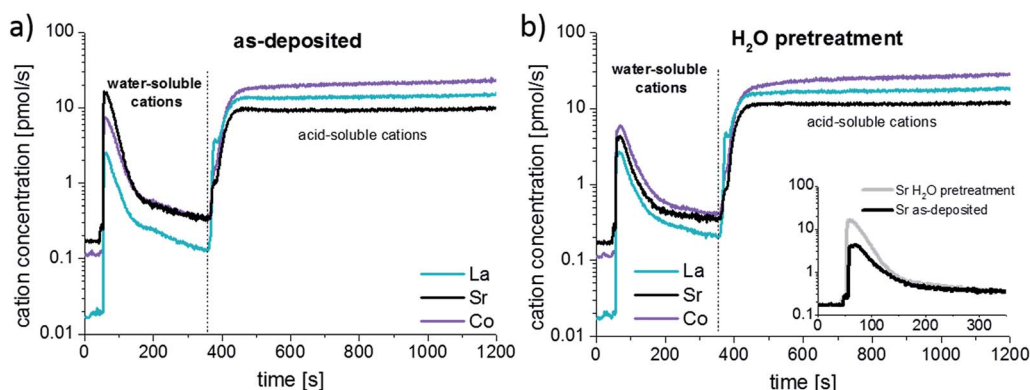 a)
as-deposited
water-soluble
cations
acid-soluble cations
cation concentration [pmol/s]
100
10
1
0.1
0.01
La
Sr
Co
0 200 400 600 800 1000 1200
time [s]
b)
H₂O pretreatment
water-soluble
cations
acid-soluble cations
cation concentration [pmol/s]
100
10
1
0.1
0.01
La
Sr
Co
100
10
1
0.1
Sr H₂O pretreatment
Sr as-deposited
0 100 200 300
0 200 400 600 800 1000 1200
time [s]